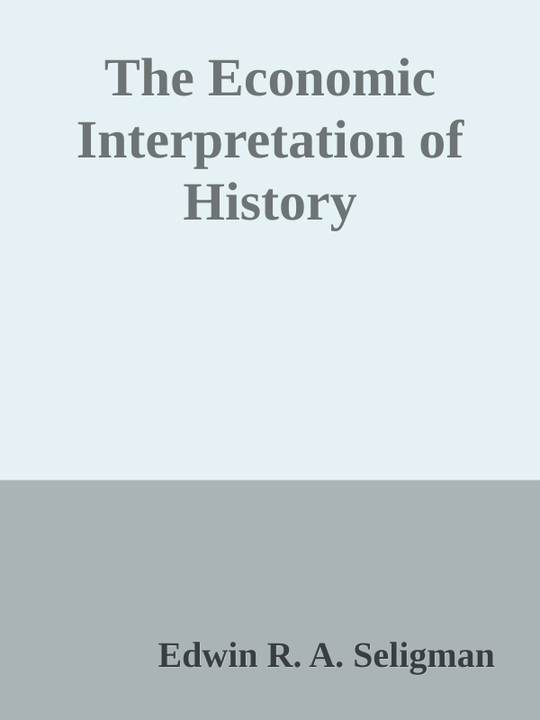 The Economic
Interpretation of
History
Edwin R. A. Seligman